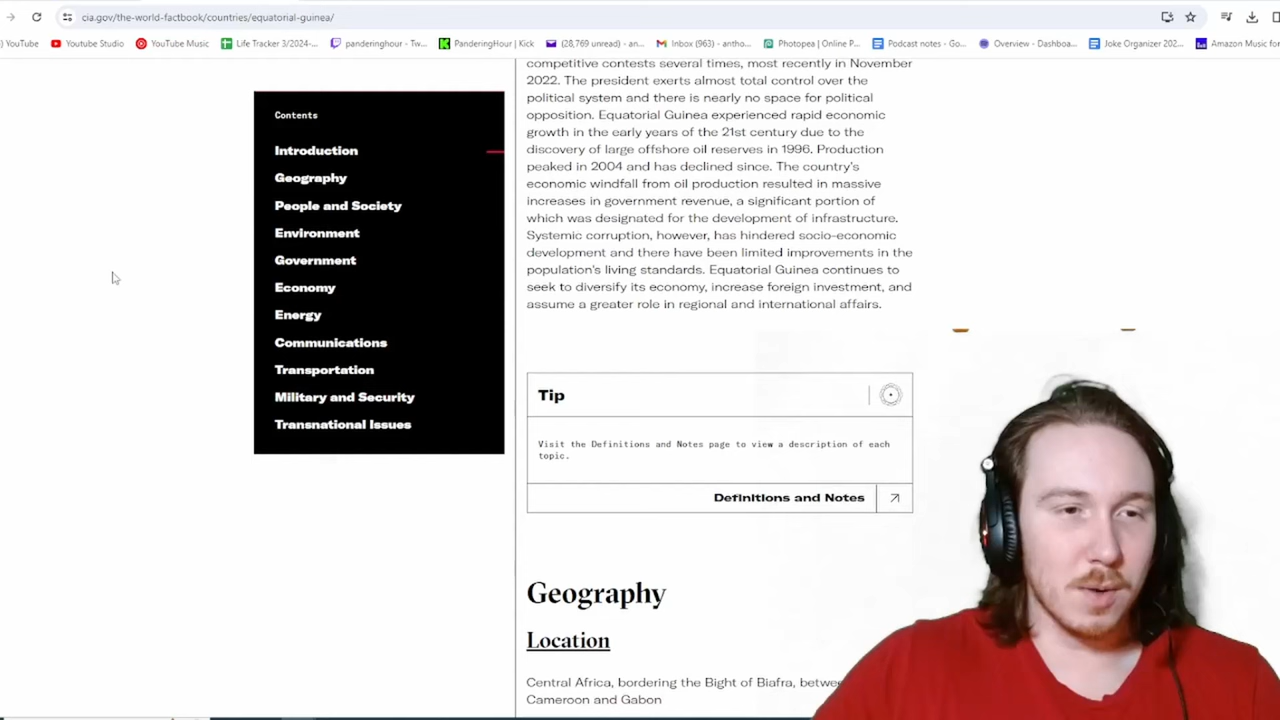 cia.gov/the-world-factbook/countries/equatorial-guinea/
YouTube
Youtube Studio
YouTube Music
Life Tracker 3/2024-...
panderinghour - Tw...
PanderingHour | Kick
(28,769 unread) - an...
Inbox (963) - antho...
Photopea | Online P...
Podcast notes - Go...
Overview - Dashboa...
Joke Organizer 202...
Amazon Music for
Contents
Introduction
Geography
People and Society
Environment
Government
Economy
Energy
Communications
Transportation
Military and Security
Transnational Issues
competitive contests several times, most recently in November
2022. The president exerts almost total control over the
political system and there is nearly no space for political
opposition. Equatorial Guinea experienced rapid economic
growth in the early years of the 21st century due to the
discovery of large offshore oil reserves in 1996. Production
peaked in 2004 and has declined since. The country's
economic windfall from oil production resulted in massive
increases in government revenue, a significant portion of
which was designated for the development of infrastructure.
Systemic corruption, however, has hindered socio-economic
development and there have been limited improvements in the
population's living standards. Equatorial Guinea continues to
seek to diversify its economy, increase foreign investment, and
assume a greater role in regional and international affairs.
Tip
Visit the Definitions and Notes page to view a description of each
topic.
Definitions and Notes
Geography
Location
Central Africa, bordering the Bight of Biafra, betwe
Cameroon and Gabon